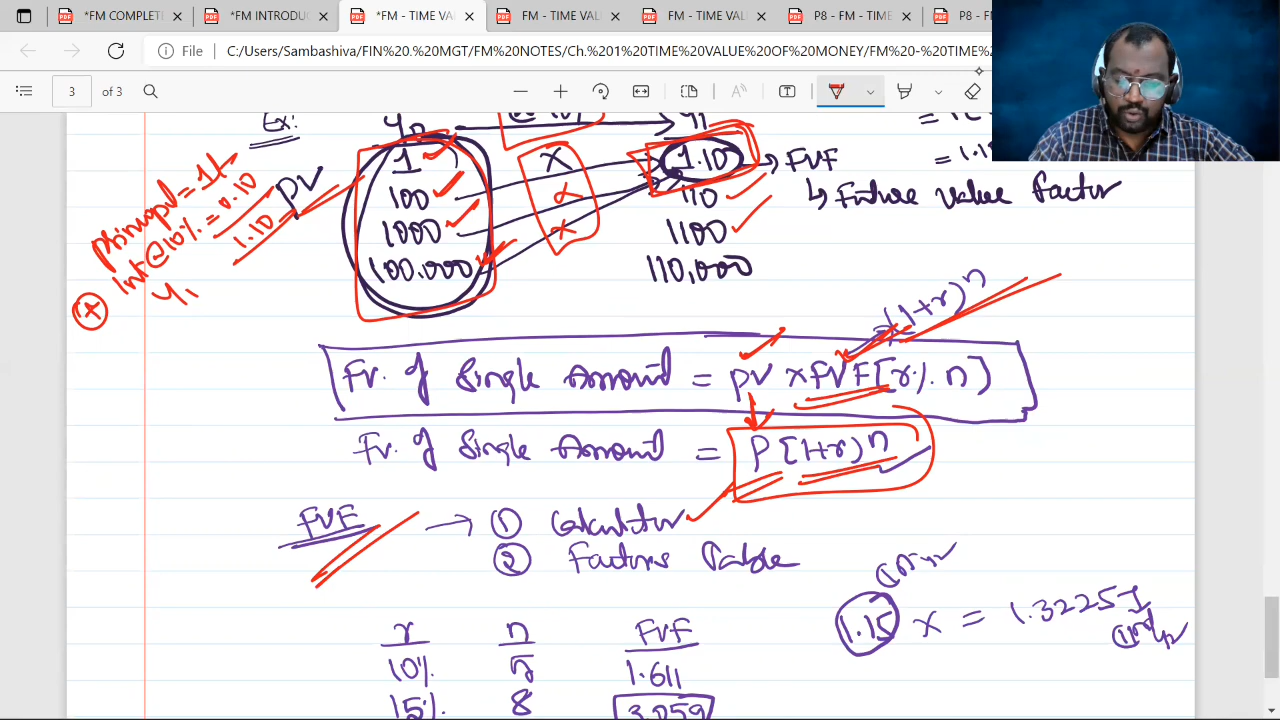 *FM COMPLETE
*FM INTRODU
*FM - TIME VA
FM - TIME VALUE
FM - TIME VALUE
P8 - FM - TIME
P8 - FM
File
C:/Users/Sambashiva/FIN%20.%20MGT/FM%20NOTES/Ch.%201%20TIME%20VALUE%20OF%20MONEY/FM%20-%20TIME%
3 of 3
Ex:
1 x 1.10 → FVF
100 x 110 ↳ Future Value Factor
1000 x 1100
100,000 110,000
PV
principal = 1
int @ 10% = 0.10
1.10
y1
(1+r)^n
Fv. of Single Amount = PV x FVF [r%. n]
Fv. of Single Amount = P [1+r)^n
FVF → ① Calculator
② Factors Table
1.15 x = 1.3225
r n FVF
10% 5 1.611
15% 8 3.059